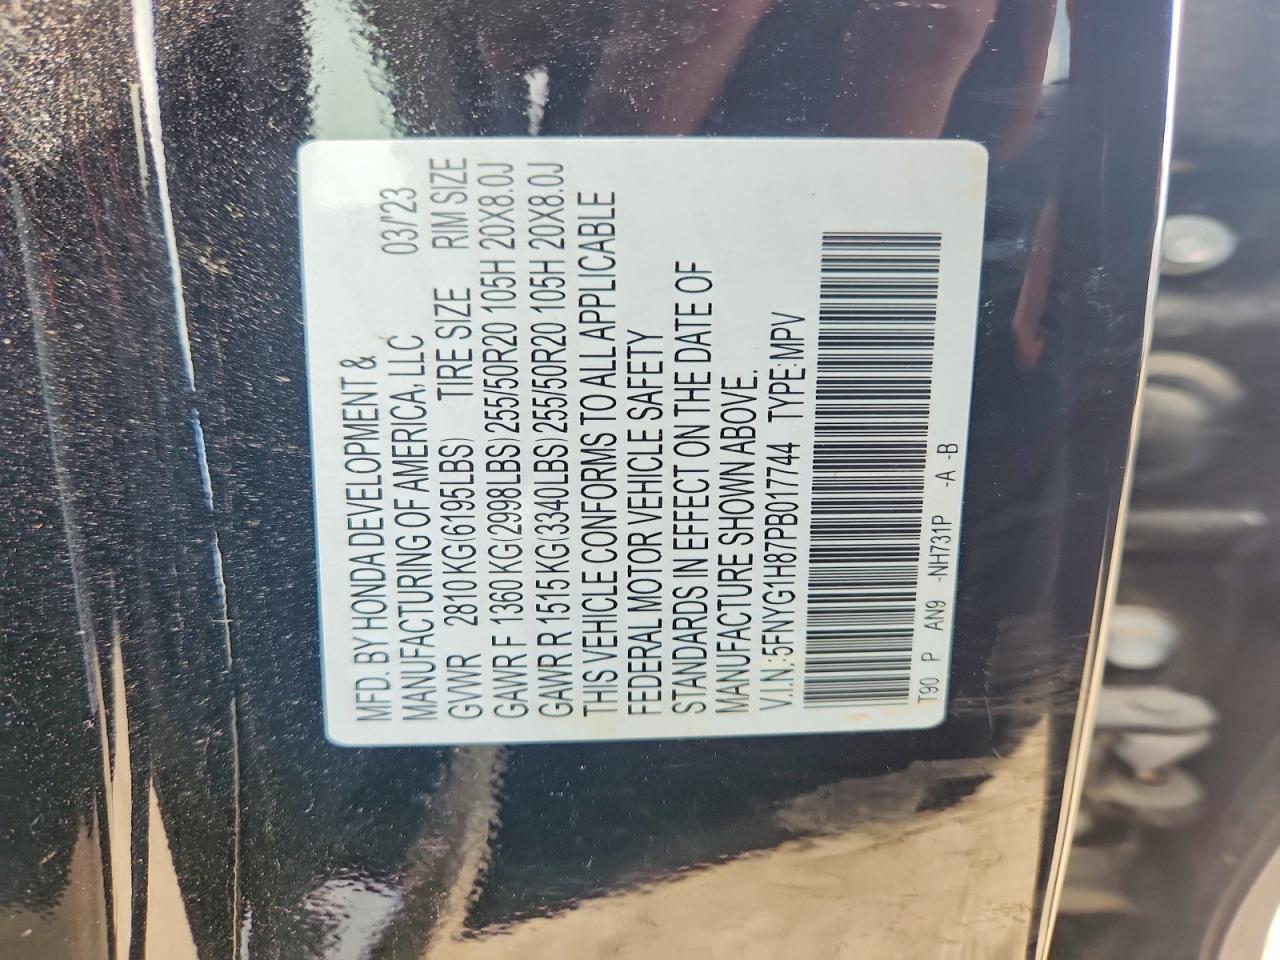 MFD. BY HONDA DEVELOPMENT &
MANUFACTURING OF AMERICA, LLC 03/'23
GVWR 2810 KG(6195LBS) TIRE SIZE RIM SIZE
GAWR F 1360 KG(2998LBS) 255/50R20 105H 20X8.0J
GAWR R 1515 KG(3340LBS) 255/50R20 105H 20X8.0J
THIS VEHICLE CONFORMS TO ALL APPLICABLE
FEDERAL MOTOR VEHICLE SAFETY
STANDARDS IN EFFECT ON THE DATE OF
MANUFACTURE SHOWN ABOVE.
V.I.N.:5FNYG1H87PB017744 TYPE:MPV
T90 P AN9 -NH731P -A -B